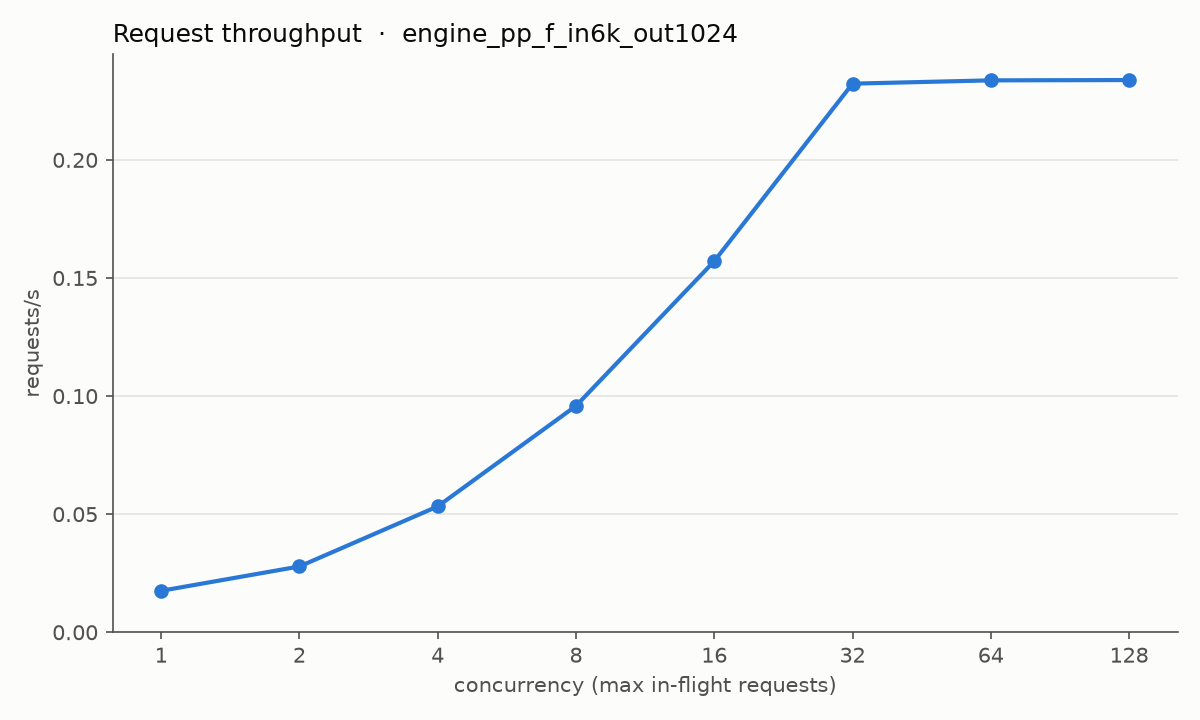 Request throughput · engine_pp_f_in6k_out1024
requests/s
0.20
0.15
0.10
0.05
0.00
1 2 4 8 16 32 64 128
concurrency (max in-flight requests)